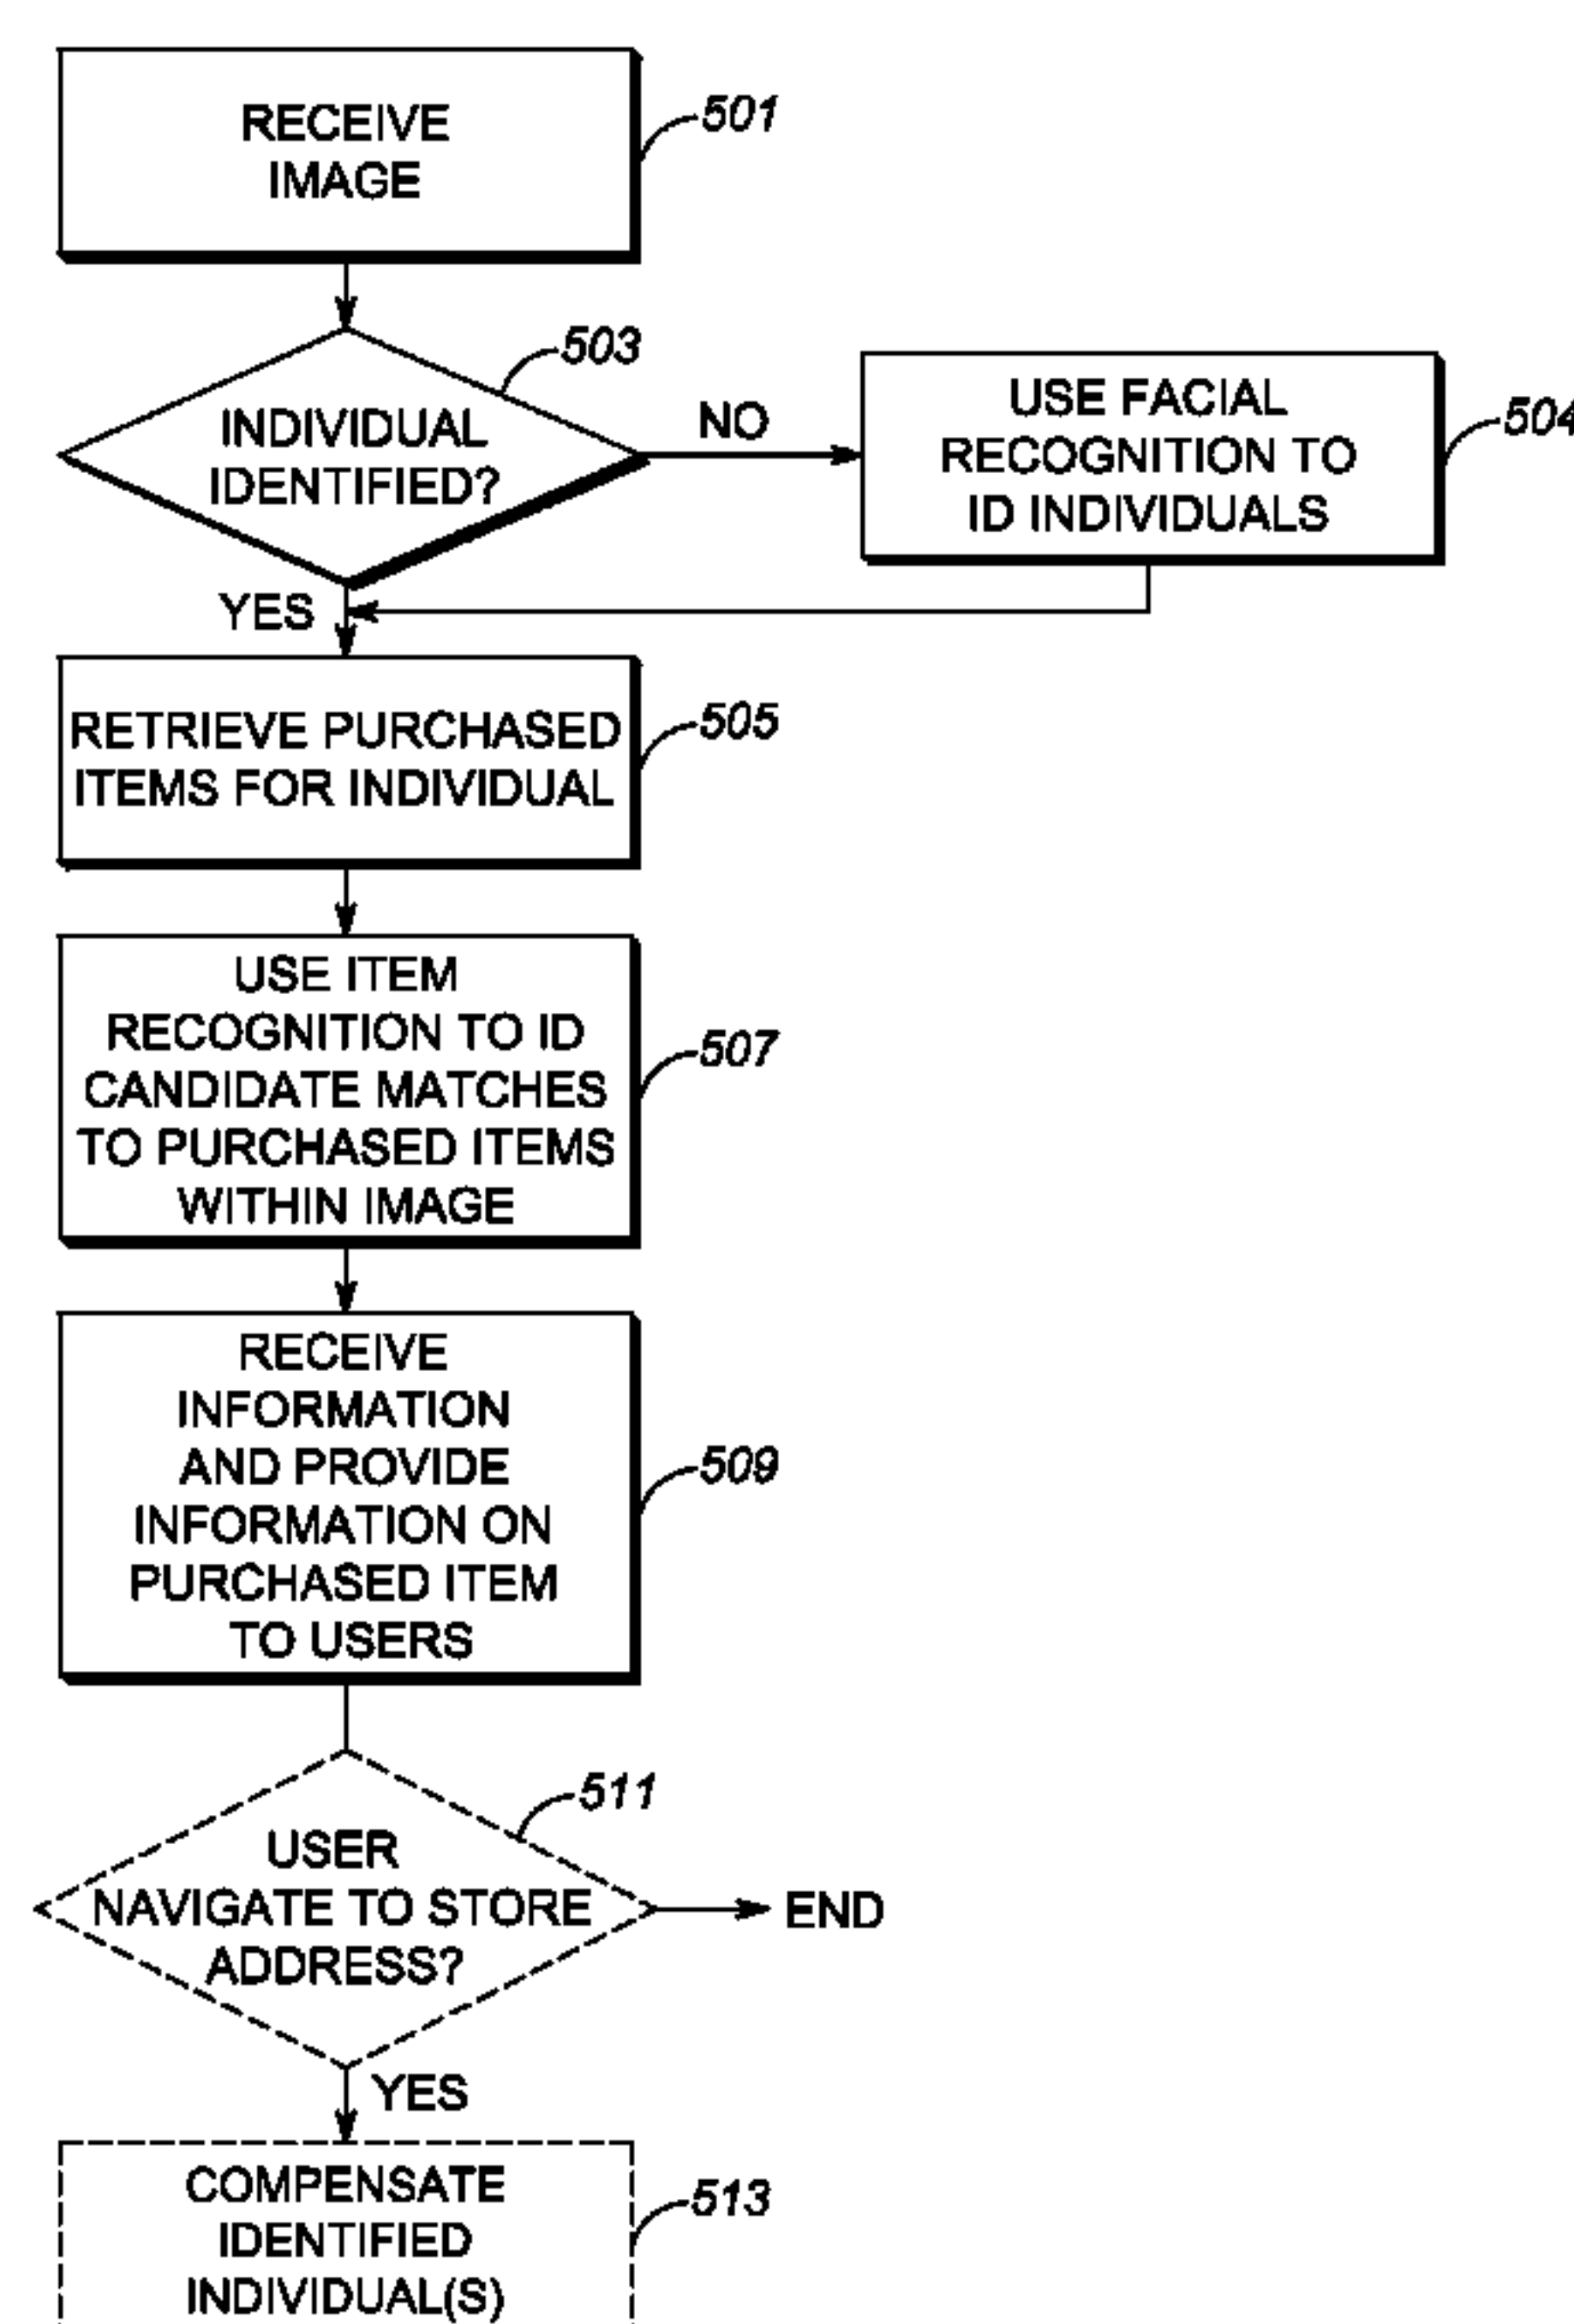 RECEIVE
IMAGE
501
503
INDIVIDUAL
IDENTIFIED?
NO
USE FACIAL
RECOGNITION TO
ID INDIVIDUALS
504
YES
RETRIEVE PURCHASED
ITEMS FOR INDIVIDUAL
505
USE ITEM
RECOGNITION TO ID
CANDIDATE MATCHES
TO PURCHASED ITEMS
WITHIN IMAGE
507
RECEIVE
INFORMATION
AND PROVIDE
INFORMATION ON
PURCHASED ITEM
TO USERS
509
511
USER
NAVIGATE TO STORE
ADDRESS?
END
YES
COMPENSATE
IDENTIFIED
INDIVIDUAL(S)
513